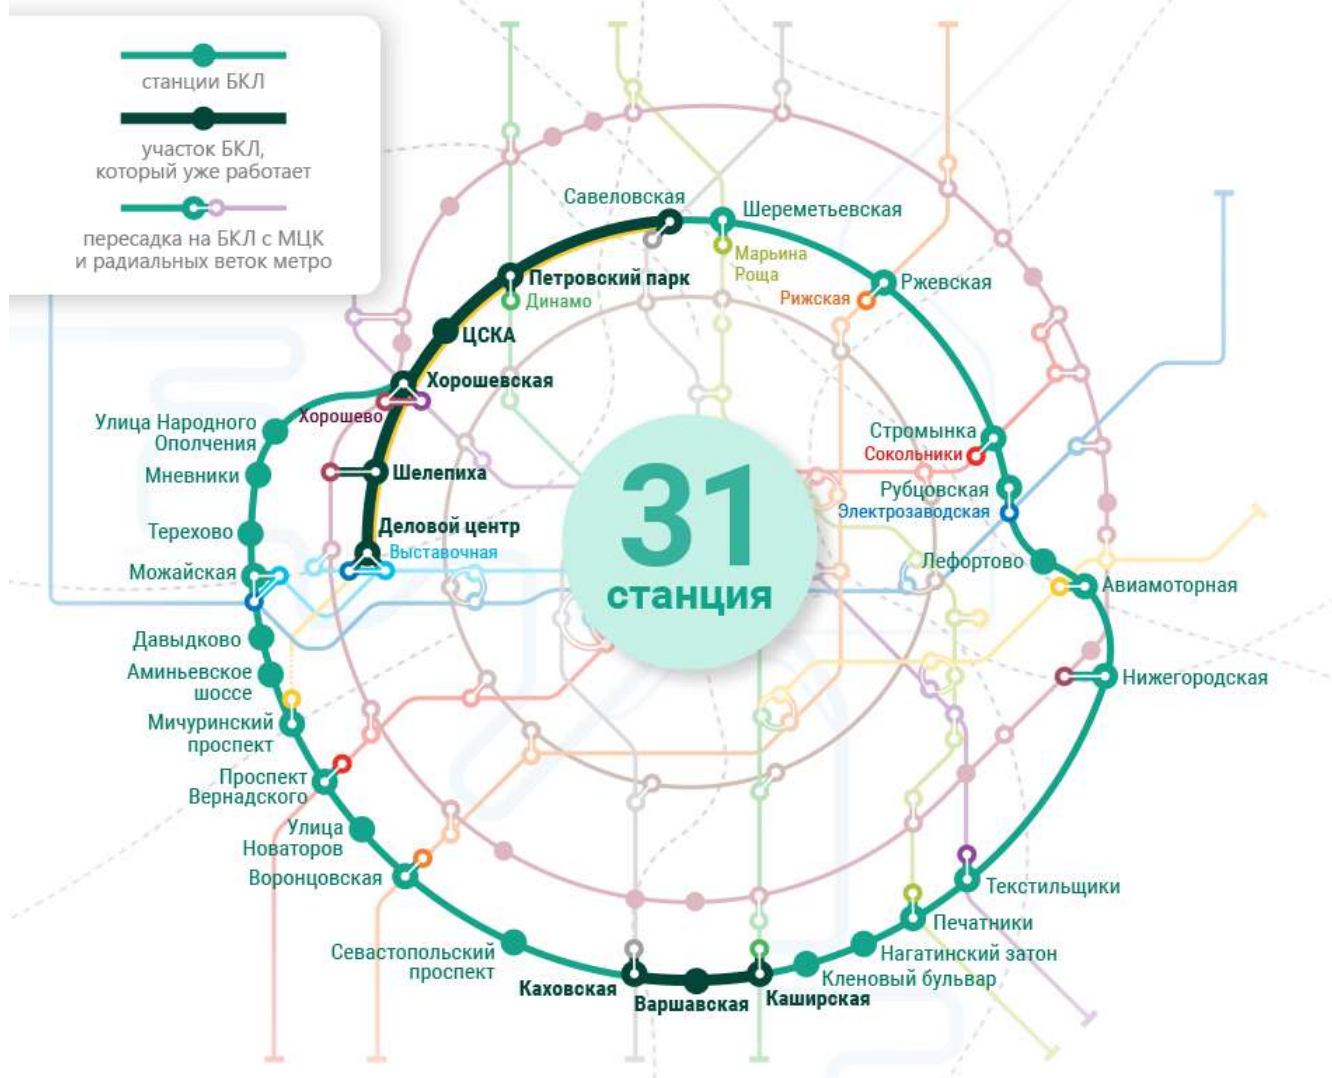 станции БКЛ
участок БКЛ,
который уже работает
пересадка на БКЛ с МЦК
и радиальных веток метро
Савеловская
Шереметьевская
Марьина
Роща
Петровский парк
Динамо
Рижская
Ржевская
ЦСКА
Хорошевская
Хорошево
Улица Народного
Ополчения
Мневники
Шелепиха
Терехово
Деловой центр
Выставочная
Можайская
Давыдково
Аминьевское
шоссе
Мичуринский
проспект
Проспект
Вернадского
Улица
Новаторов
Воронцовская
Севастопольский
проспект
Каховская
Варшавская
Каширская
Кленовый бульвар
Нагатинский затон
Печатники
Текстильщики
Нижегородская
Авиамоторная
Лефортово
Электрозаводская
Рубцовская
Сокольники
Стромынка
31
станция